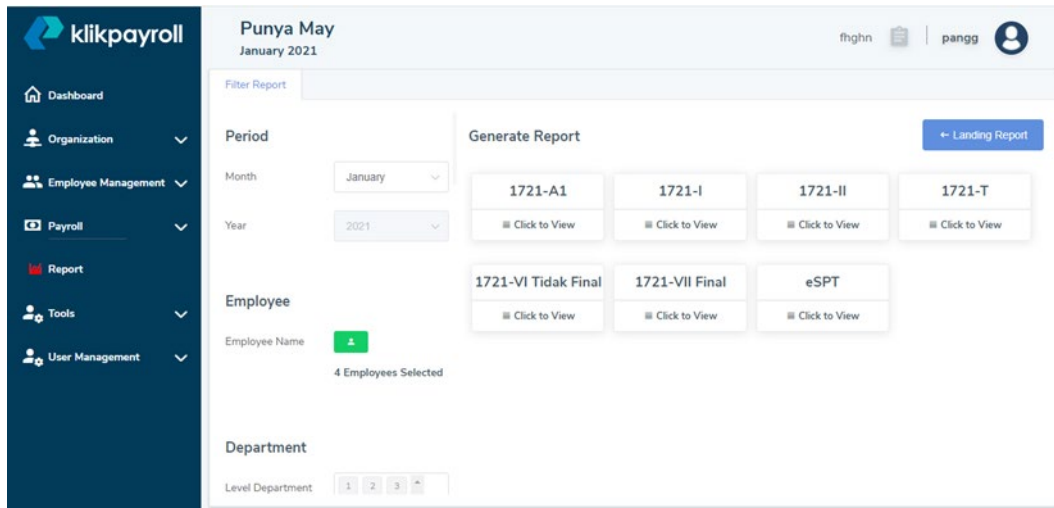 klikpayroll
Dashboard
Organization
Employee Management
Payroll
Report
Tools
User Management
Punya May
January 2021
fhghn
pangg
Filter Report
Period
Month
January
Year
2021
Employee
Employee Name
4 Employees Selected
Department
Level Department
1 2 3
Generate Report
← Landing Report
1721-A1
Click to View
1721-I
Click to View
1721-II
Click to View
1721-T
Click to View
1721-VI Tidak Final
Click to View
1721-VII Final
Click to View
eSPT
Click to View